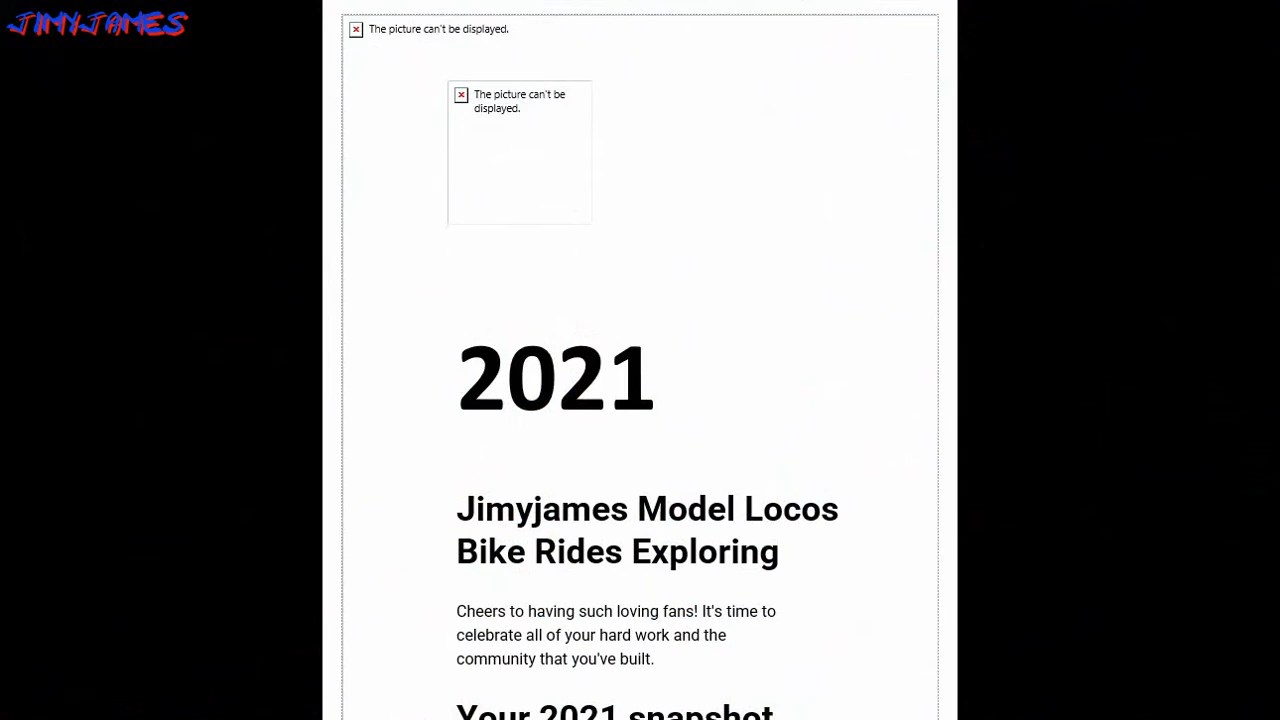 JIMYJAMES
The picture can't be displayed.
The picture can't be
displayed.
2021
Jimyjames Model Locos
Bike Rides Exploring
Cheers to having such loving fans! It's time to
celebrate all of your hard work and the
community that you've built.
Your 2021 snapshot